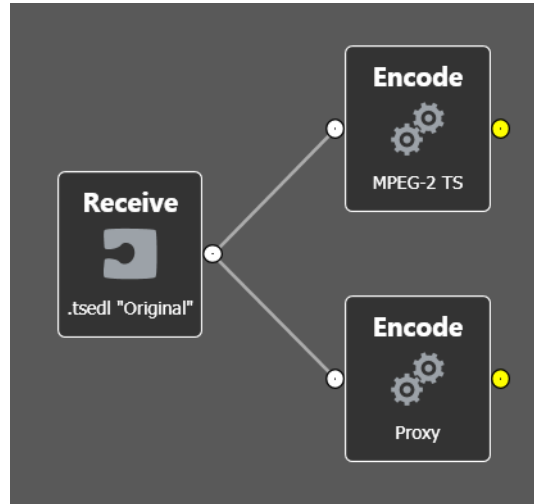 Receive
.tsedl "Original"
Encode
MPEG-2 TS
Encode
Proxy